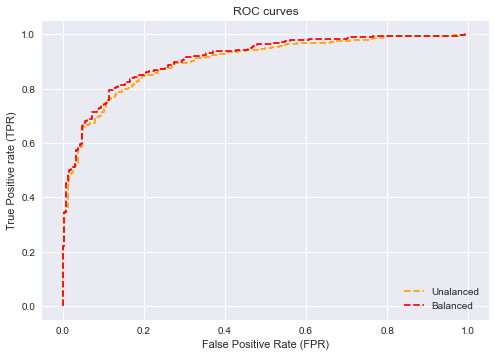 ROC curves
True Positive rate (TPR)
1.0
0.8
0.6
0.4
0.2
0.0
Unalanced
Balanced
0.0 0.2 0.4 0.6 0.8 1.0
False Positive Rate (FPR)